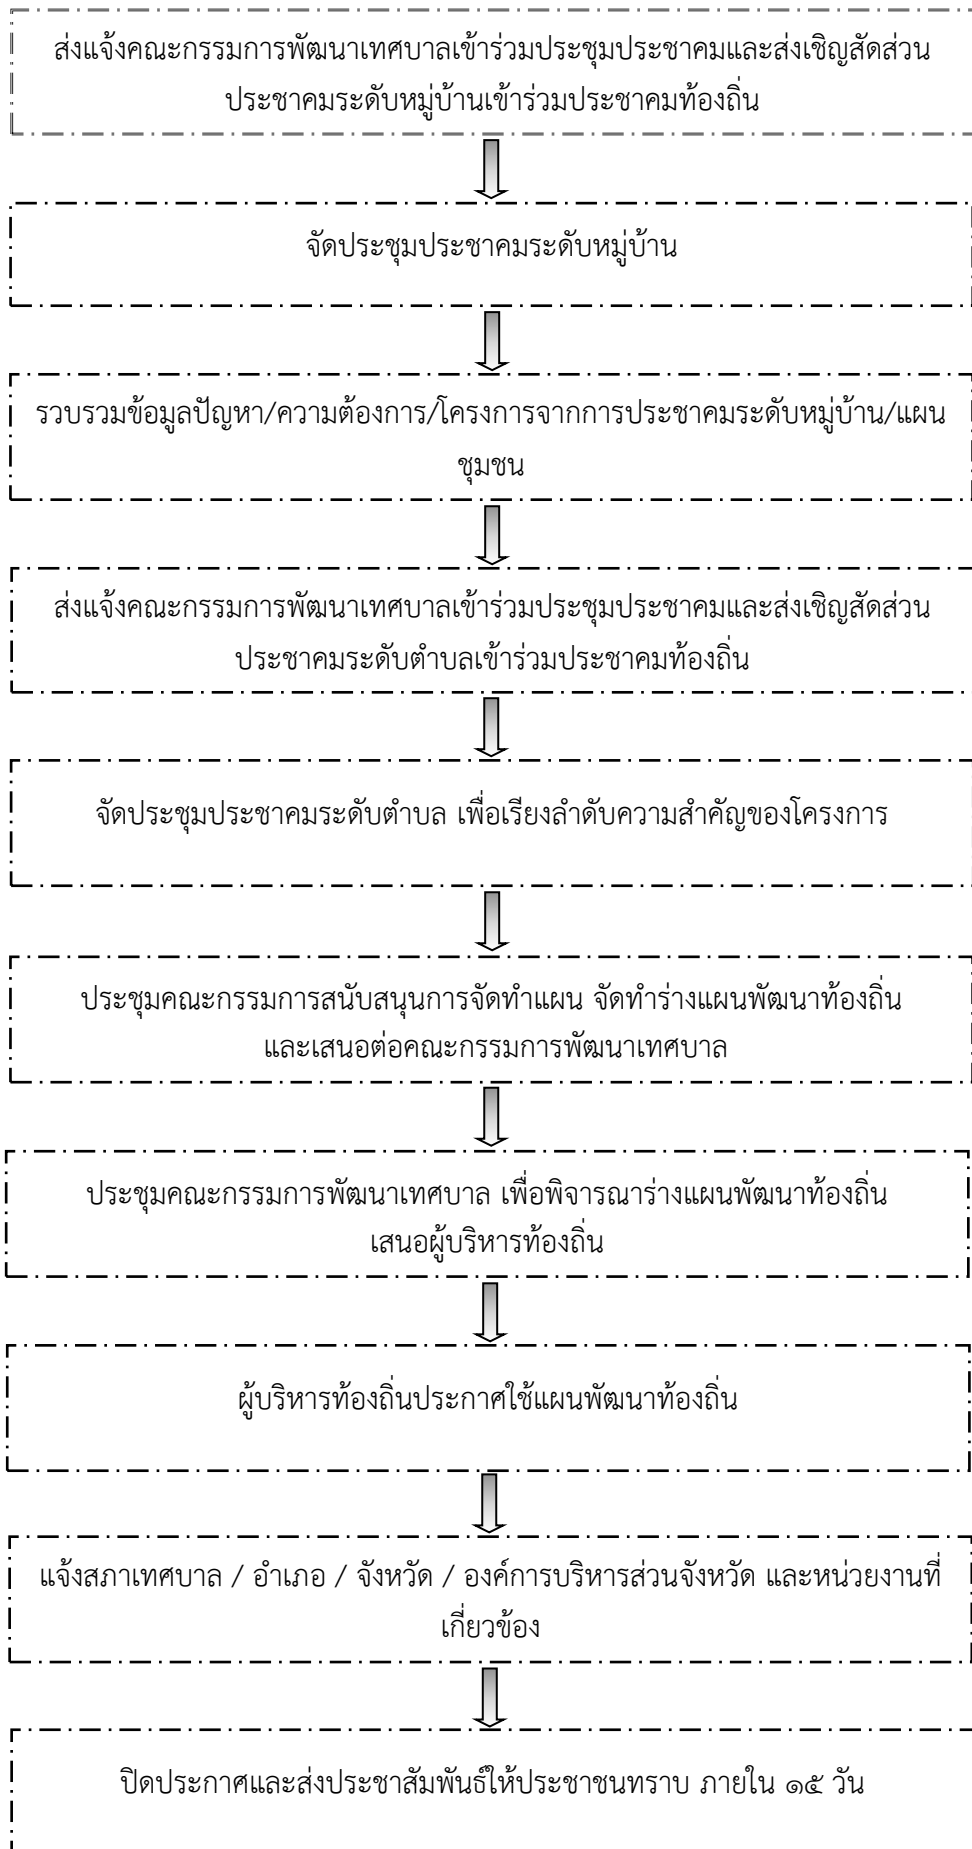 ส่งแจ้งคณะกรรมการพัฒนาเทศบาลเข้าร่วมประชุมประชาคมและส่งเชิญสัดส่วน
ประชาคมระดับหมู่บ้านเข้าร่วมประชาคมท้องถิ่น
จัดประชุมประชาคมระดับหมู่บ้าน
รวบรวมข้อมูลปัญหา/ความต้องการ/โครงการจากการประชาคมระดับหมู่บ้าน/แผน
ชุมชน
ส่งแจ้งคณะกรรมการพัฒนาเทศบาลเข้าร่วมประชุมประชาคมและส่งเชิญสัดส่วน
ประชาคมระดับตำบลเข้าร่วมประชาคมท้องถิ่น
จัดประชุมประชาคมระดับตำบล เพื่อเรียงลำดับความสำคัญของโครงการ
ประชุมคณะกรรมการสนับสนุนการจัดทำแผน จัดทำร่างแผนพัฒนาท้องถิ่น
และเสนอต่อคณะกรรมการพัฒนาเทศบาล
ประชุมคณะกรรมการพัฒนาเทศบาล เพื่อพิจารณาร่างแผนพัฒนาท้องถิ่น
เสนอผู้บริหารท้องถิ่น
ผู้บริหารท้องถิ่นประกาศใช้แผนพัฒนาท้องถิ่น
แจ้งสภาเทศบาล / อำเภอ / จังหวัด / องค์การบริหารส่วนจังหวัด และหน่วยงานที่
เกี่ยวข้อง
ปิดประกาศและส่งประชาสัมพันธ์ให้ประชาชนทราบ ภายใน ๑๕ วัน